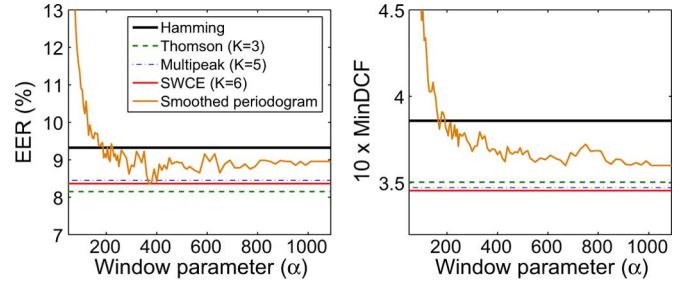 13
12
11
10
9
8
7
EER (%)
Hamming
Thomson (K=3)
Multipeak (K=5)
SWCE (K=6)
Smoothed periodogram
200 400 600 800 1000
Window parameter (α)
4.5
4
3.5
3
10 x MinDCF
200 400 600 800 1000
Window parameter (α)